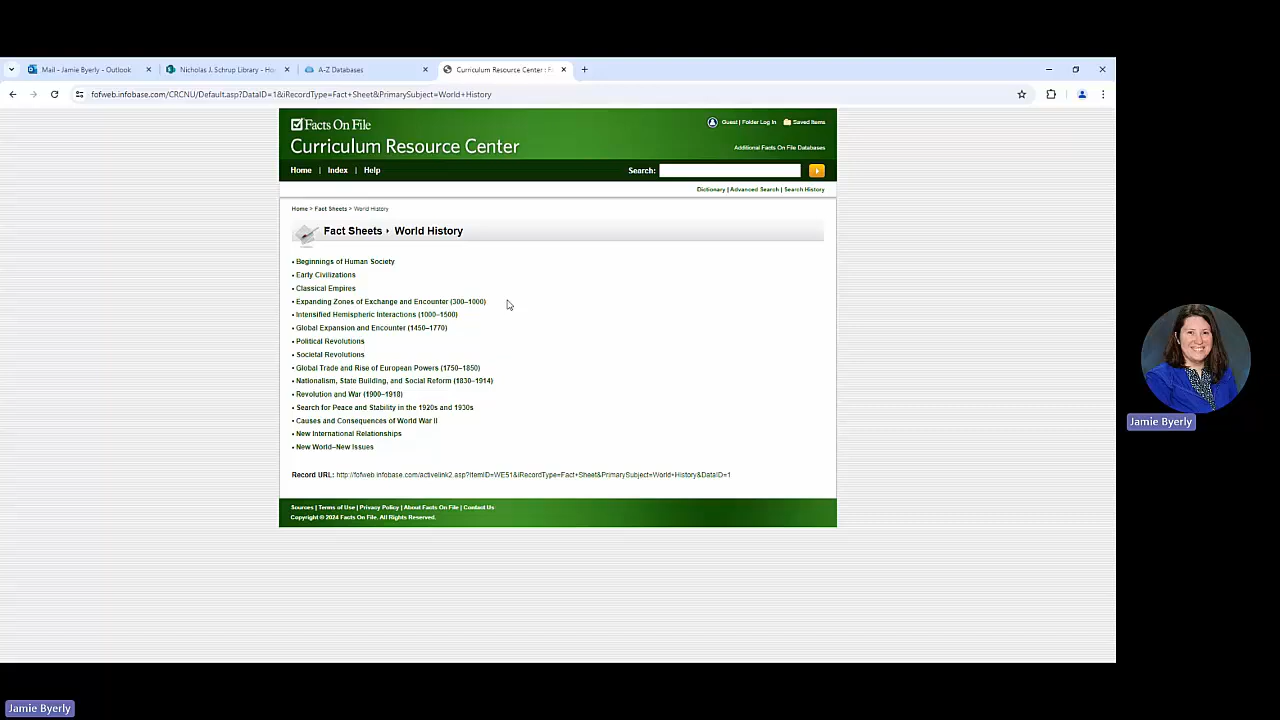 Mail - Jamie Byerly - Outlook
Nicholas J. Schrup Library - Ho
A-Z Databases
Curriculum Resource Center : F
fofweb.infobase.com/CRCNU/Default.asp?DataID=1&iRecordType=Fact+Sheet&PrimarySubject=World+History
Facts On File
Guest | Folder Log In
Saved Items
Curriculum Resource Center
Additional Facts On File Databases
Home | Index | Help
Search:
Dictionary | Advanced Search | Search History
Home > Fact Sheets > World History
Fact Sheets › World History
• Beginnings of Human Society
• Early Civilizations
• Classical Empires
• Expanding Zones of Exchange and Encounter (300–1000)
• Intensified Hemispheric Interactions (1000–1500)
• Global Expansion and Encounter (1450–1770)
• Political Revolutions
• Societal Revolutions
• Global Trade and Rise of European Powers (1750–1850)
• Nationalism, State Building, and Social Reform (1830–1914)
• Revolution and War (1900–1918)
• Search for Peace and Stability in the 1920s and 1930s
• Causes and Consequences of World War II
• New International Relationships
• New World–New Issues
Record URL: http://fofweb.infobase.com/activelink2.asp?ItemID=WE51&iRecordType=Fact+Sheet&PrimarySubject=World+History&DataID=1
Sources | Terms of Use | Privacy Policy | About Facts On File | Contact Us
Copyright © 2024 Facts On File. All Rights Reserved.
Jamie Byerly
Jamie Byerly